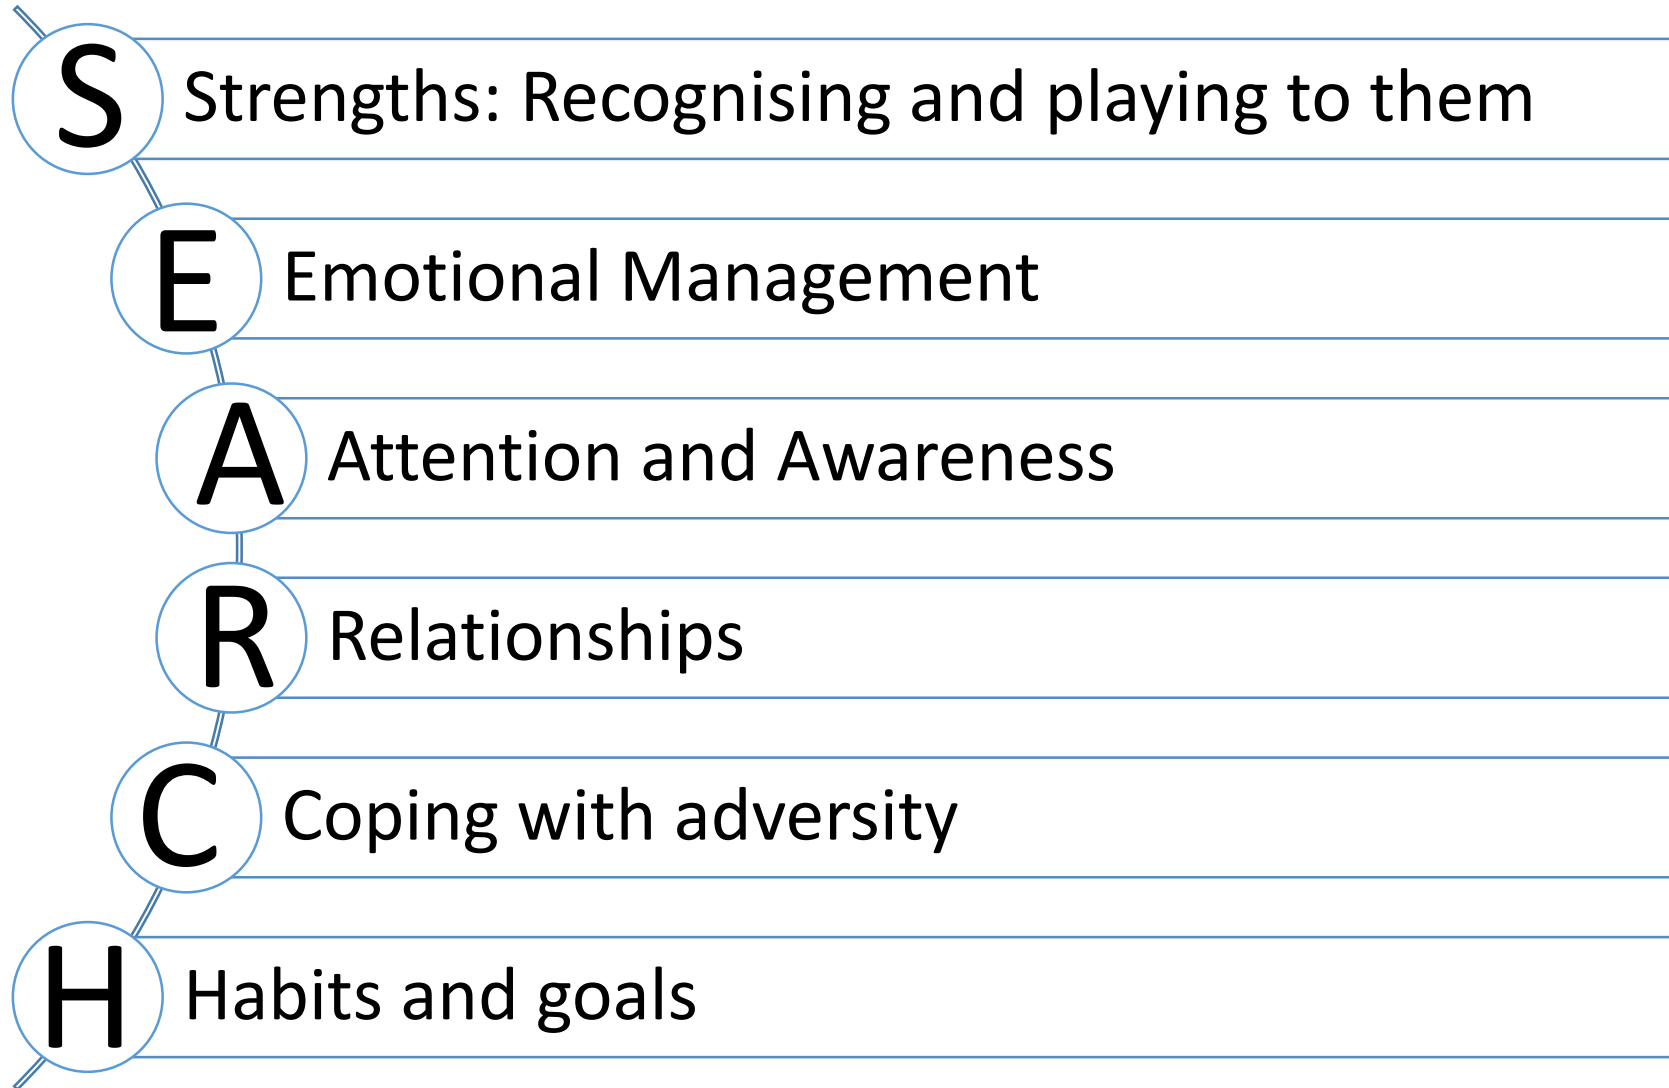 S Strengths: Recognising and playing to them
E Emotional Management
A Attention and Awareness
R Relationships
C Coping with adversity
H Habits and goals